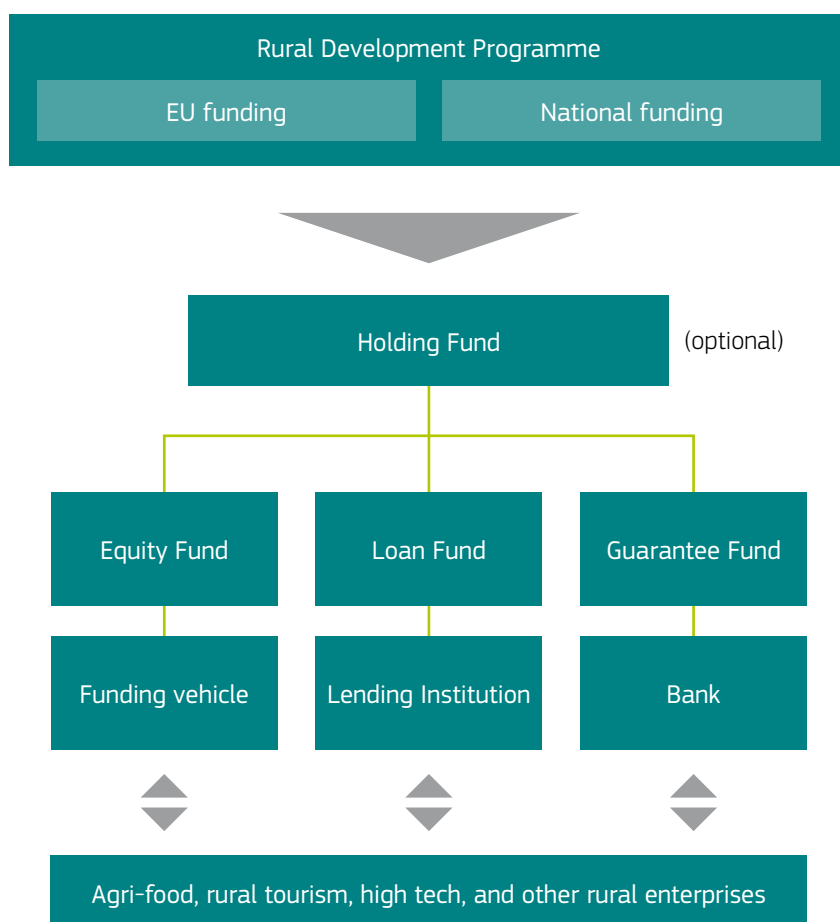 Rural Development Programme
EU funding
National funding
Holding Fund
(optional)
Equity Fund
Loan Fund
Guarantee Fund
Funding vehicle
Lending Institution
Bank
Agri-food, rural tourism, high tech, and other rural enterprises